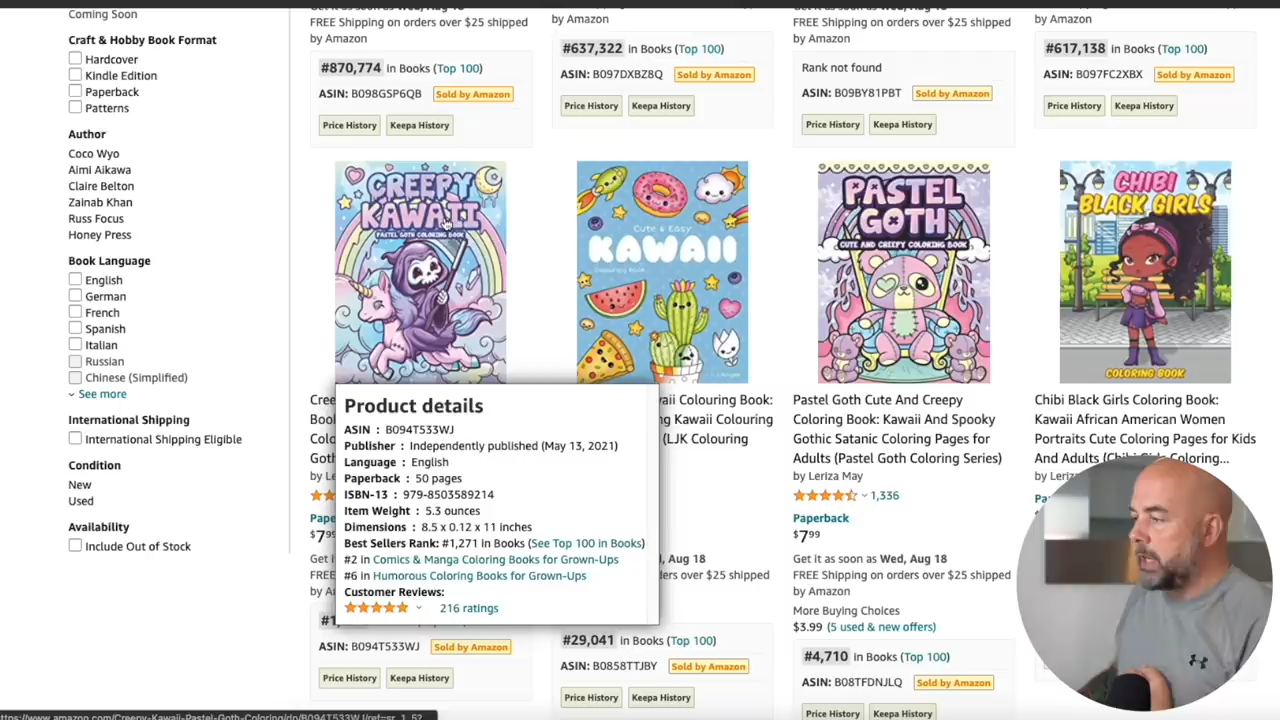 Coming Soon
Craft & Hobby Book Format
Hardcover
Kindle Edition
Paperback
Patterns
Author
Coco Wyo
Aimi Aikawa
Claire Belton
Zainab Khan
Russ Focus
Honey Press
Book Language
English
German
French
Spanish
Italian
Russian
Chinese (Simplified)
See more
International Shipping
International Shipping Eligible
Condition
New
Used
Availability
Include Out of Stock
FREE Shipping on orders over $25 shipped
by Amazon
#870,774 in Books (Top 100)
ASIN: B098GSP6QB Sold by Amazon
Price History Keepa History
by Amazon
#637,322 in Books (Top 100)
ASIN: B097DXBZ8Q Sold by Amazon
Price History Keepa History
FREE Shipping on orders over $25 shipped
by Amazon
Rank not found
ASIN: B09BY81PBT Sold by Amazon
Price History Keepa History
by Amazon
#617,138 in Books (Top 100)
ASIN: B097FC2XBX Sold by Amazon
Price History Keepa History
CREEPY
KAWAII
PASTEL GOTH COLORING BOOK
Product details
ASIN : B094T533WJ
Publisher : Independently published (May 13, 2021)
Language : English
Paperback : 50 pages
ISBN-13 : 979-8503589214
Item Weight : 5.3 ounces
Dimensions : 8.5 x 0.12 x 11 inches
Best Sellers Rank: #1,271 in Books (See Top 100 in Books)
#2 in Comics & Manga Coloring Books for Grown-Ups
#6 in Humorous Coloring Books for Grown-Ups
Customer Reviews:
216 ratings
$7
ASIN: B094T533WJ Sold by Amazon
Price History Keepa History
Cute & Easy
KAWAII
Colouring Book
Colouring Book:
Kawaii Colouring
(LJK Colouring
, Aug 18
orders over $25 shipped
#29,041 in Books (Top 100)
ASIN: B0858TTJBY Sold by Amazon
Price History Keepa History
PASTEL
GOTH
CUTE AND CREEPY COLORING BOOK
Pastel Goth Cute And Creepy
Coloring Book: Kawaii And Spooky
Gothic Satanic Coloring Pages for
Adults (Pastel Goth Coloring Series)
by Leriza May
1,336
Paperback
$7⁹⁹
Get it as soon as Wed, Aug 18
FREE Shipping on orders over $25 shipped
by Amazon
More Buying Choices
$3.99 (5 used & new offers)
#4,710 in Books (Top 100)
ASIN: B08TFDNJLQ Sold by Amazon
Price History Keepa History
CHIBI
BLACK GIRLS
COLORING BOOK
Chibi Black Girls Coloring Book:
Kawaii African American Women
Portraits Cute Coloring Pages for Kids
And Adults (Chibi Girls Coloring...
by Leriz
$7